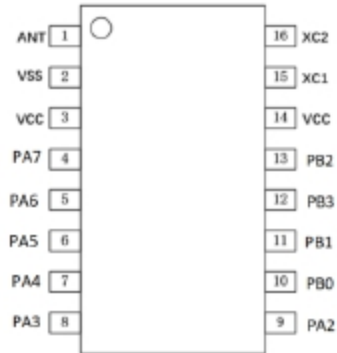 ANT 1 16 XC2
VSS 2 15 XC1
VCC 3 14 VCC
PA7 4 13 PB2
PA6 5 12 PB3
PA5 6 11 PB1
PA4 7 10 PB0
PA3 8 9 PA2